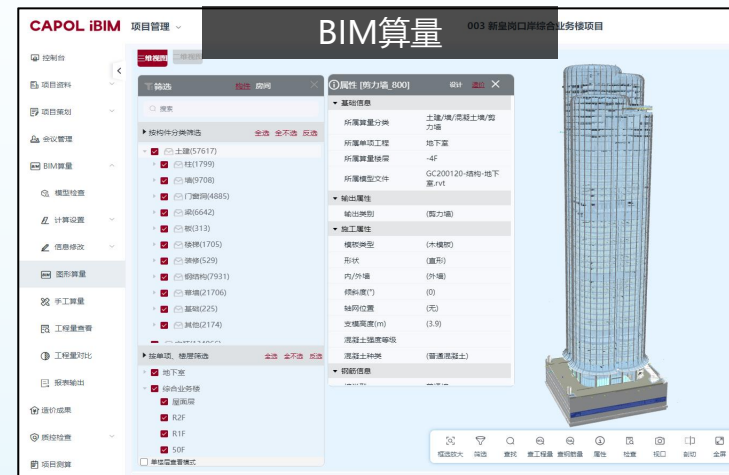 BIM算量
CAPOL iBIM
项目管理
003 新皇岗口岸综合业务楼项目
控制台
项目资料
项目策划
会议管理
BIM算量
模型检查
计算设置
信息修改
图形算量
手工算量
工程量查看
工程量对比
报表输出
造价成果
质控检查
项目测算
三维视图 二维视图
筛选 构件 房间
搜索
按构件分类筛选 全选 全不选 反选
土建(57617)
柱(1799)
墙(9708)
门窗洞(4885)
梁(6642)
板(313)
楼梯(1705)
装修(529)
钢结构(7931)
幕墙(21706)
基础(225)
其他(2174)
按单项、楼层筛选 全选 全不选 反选
地下室
综合业务楼
屋面层
R2F
R1F
50F
单楼层查看模式
属性 [剪力墙_800] 设计 造价
基础信息
所属算量分类 土建/墙/混凝土墙/剪
力墙
所属单项工程 地下室
所属算量楼层 -4F
所属模型文件 GC200120-结构-地下
室.rvt
输出属性
输出类别 (剪力墙)
施工属性
模板类型 (木模板)
形状 (直形)
内/外墙 (外墙)
倾斜度(°) (0)
轴网位置 (无)
支模高度(m) (3.9)
混凝土强度等级
混凝土种类 (普通混凝土)
钢筋信息
框选放大 筛选 查找 查工程量 查钢筋量 属性 检查 视口 剖切 全屏